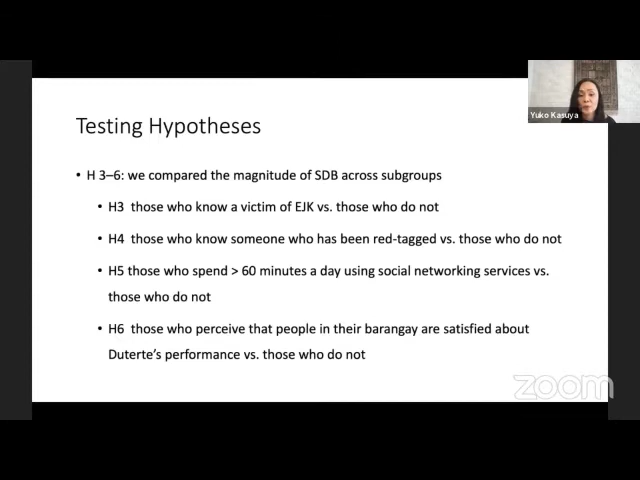 Yuko Kasuya
Testing Hypotheses
• H 3–6: we compared the magnitude of SDB across subgroups
• H3 those who know a victim of EJK vs. those who do not
• H4 those who know someone who has been red-tagged vs. those who do not
• H5 those who spend > 60 minutes a day using social networking services vs.
those who do not
• H6 those who perceive that people in their barangay are satisfied about
Duterte's performance vs. those who do not
zoom